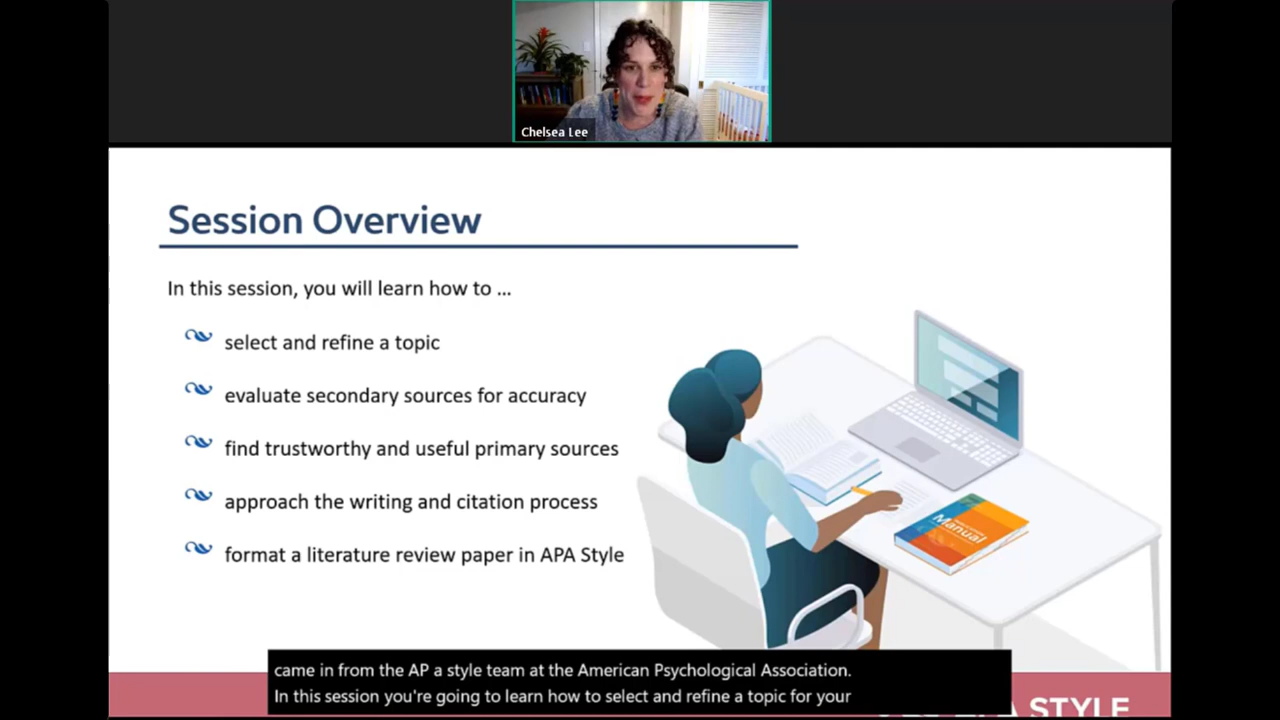 Chelsea Lee
Session Overview
In this session, you will learn how to ...
select and refine a topic
evaluate secondary sources for accuracy
find trustworthy and useful primary sources
approach the writing and citation process
format a literature review paper in APA Style
Manual
came in from the AP a style team at the American Psychological Association.
In this session you're going to learn how to select and refine a topic for your
STYLE